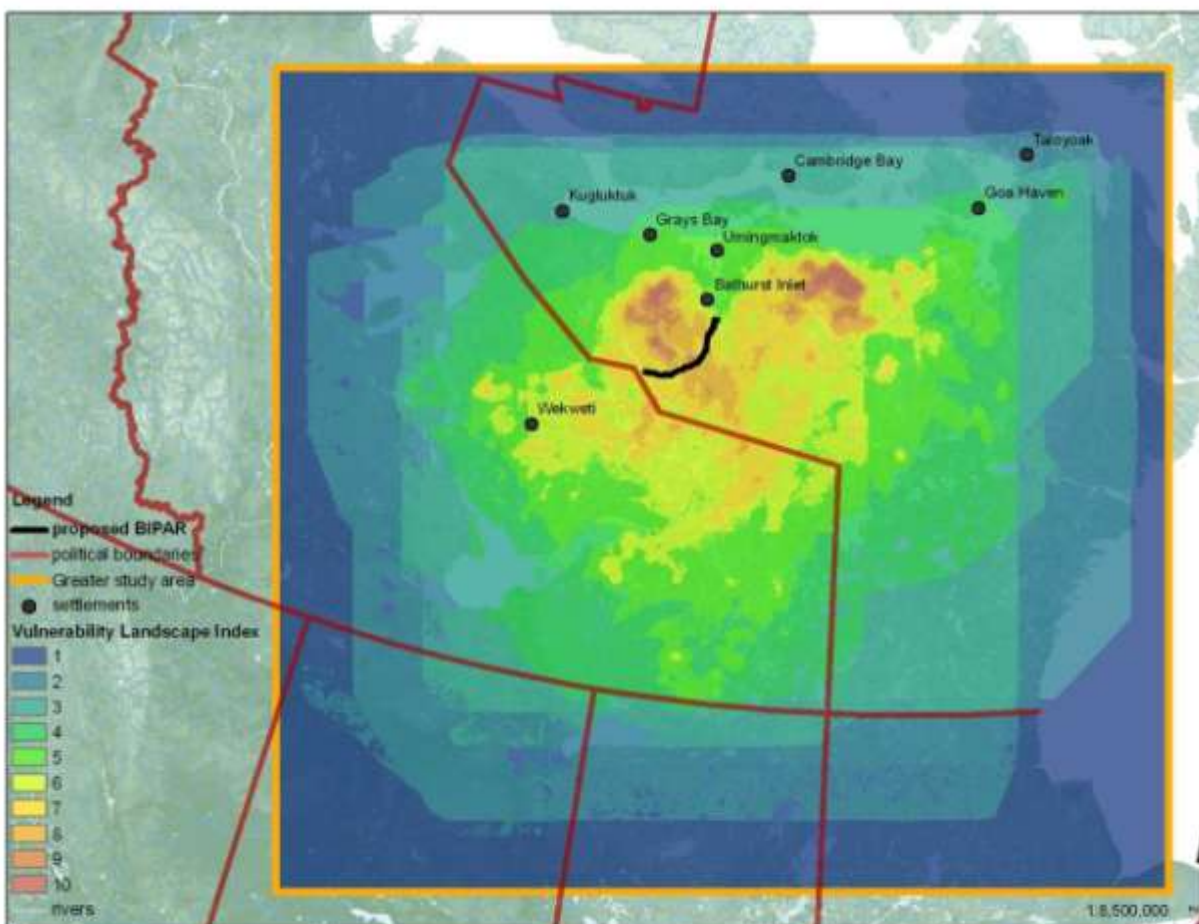 Taloyoak
Cambridge Bay
Kugluktuk
Goa Haven
Grays Bay
Umingmaktok
Bathurst Inlet
Wekweti
Legend
proposed BIPAR
political boundaries
Greater study area
settlements
Vulnerability Landscape Index
1
2
3
4
5
6
7
8
9
10
rivers
1:8,500,000